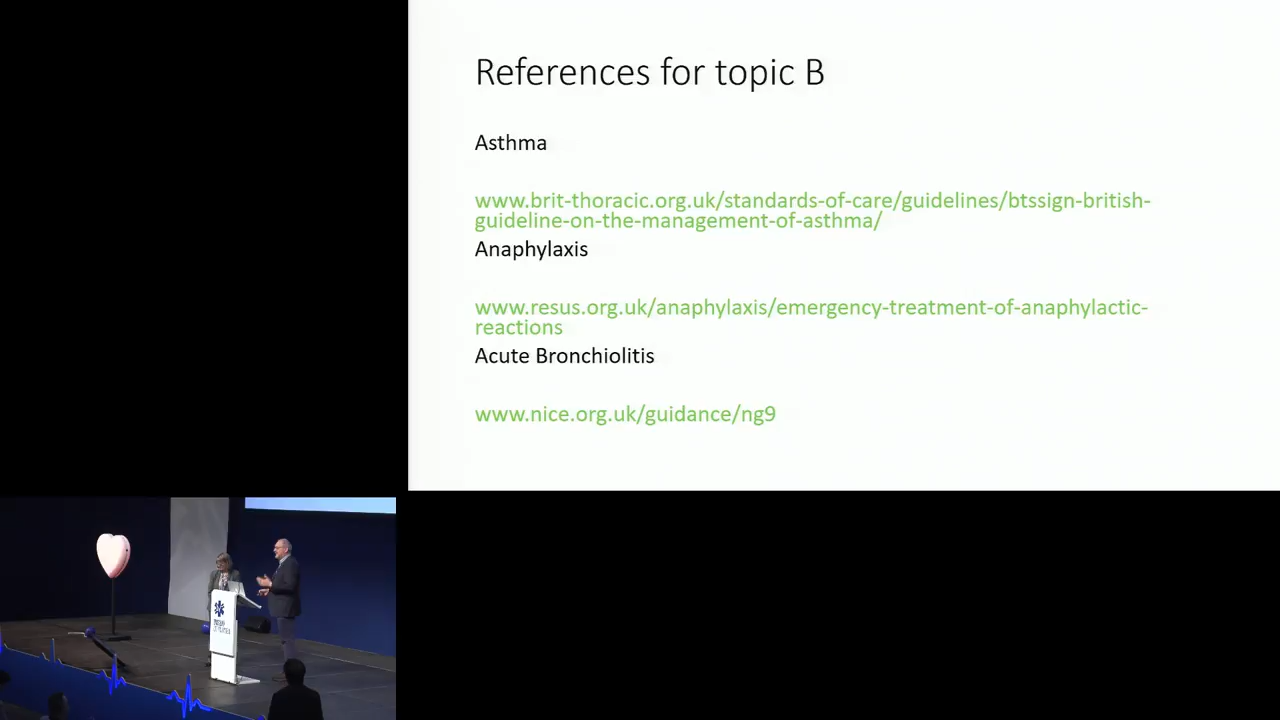 References for topic B
Asthma
www.brit-thoracic.org.uk/standards-of-care/guidelines/btssign-british-
guideline-on-the-management-of-asthma/
Anaphylaxis
www.resus.org.uk/anaphylaxis/emergency-treatment-of-anaphylactic-
reactions
Acute Bronchiolitis
www.nice.org.uk/guidance/ng9